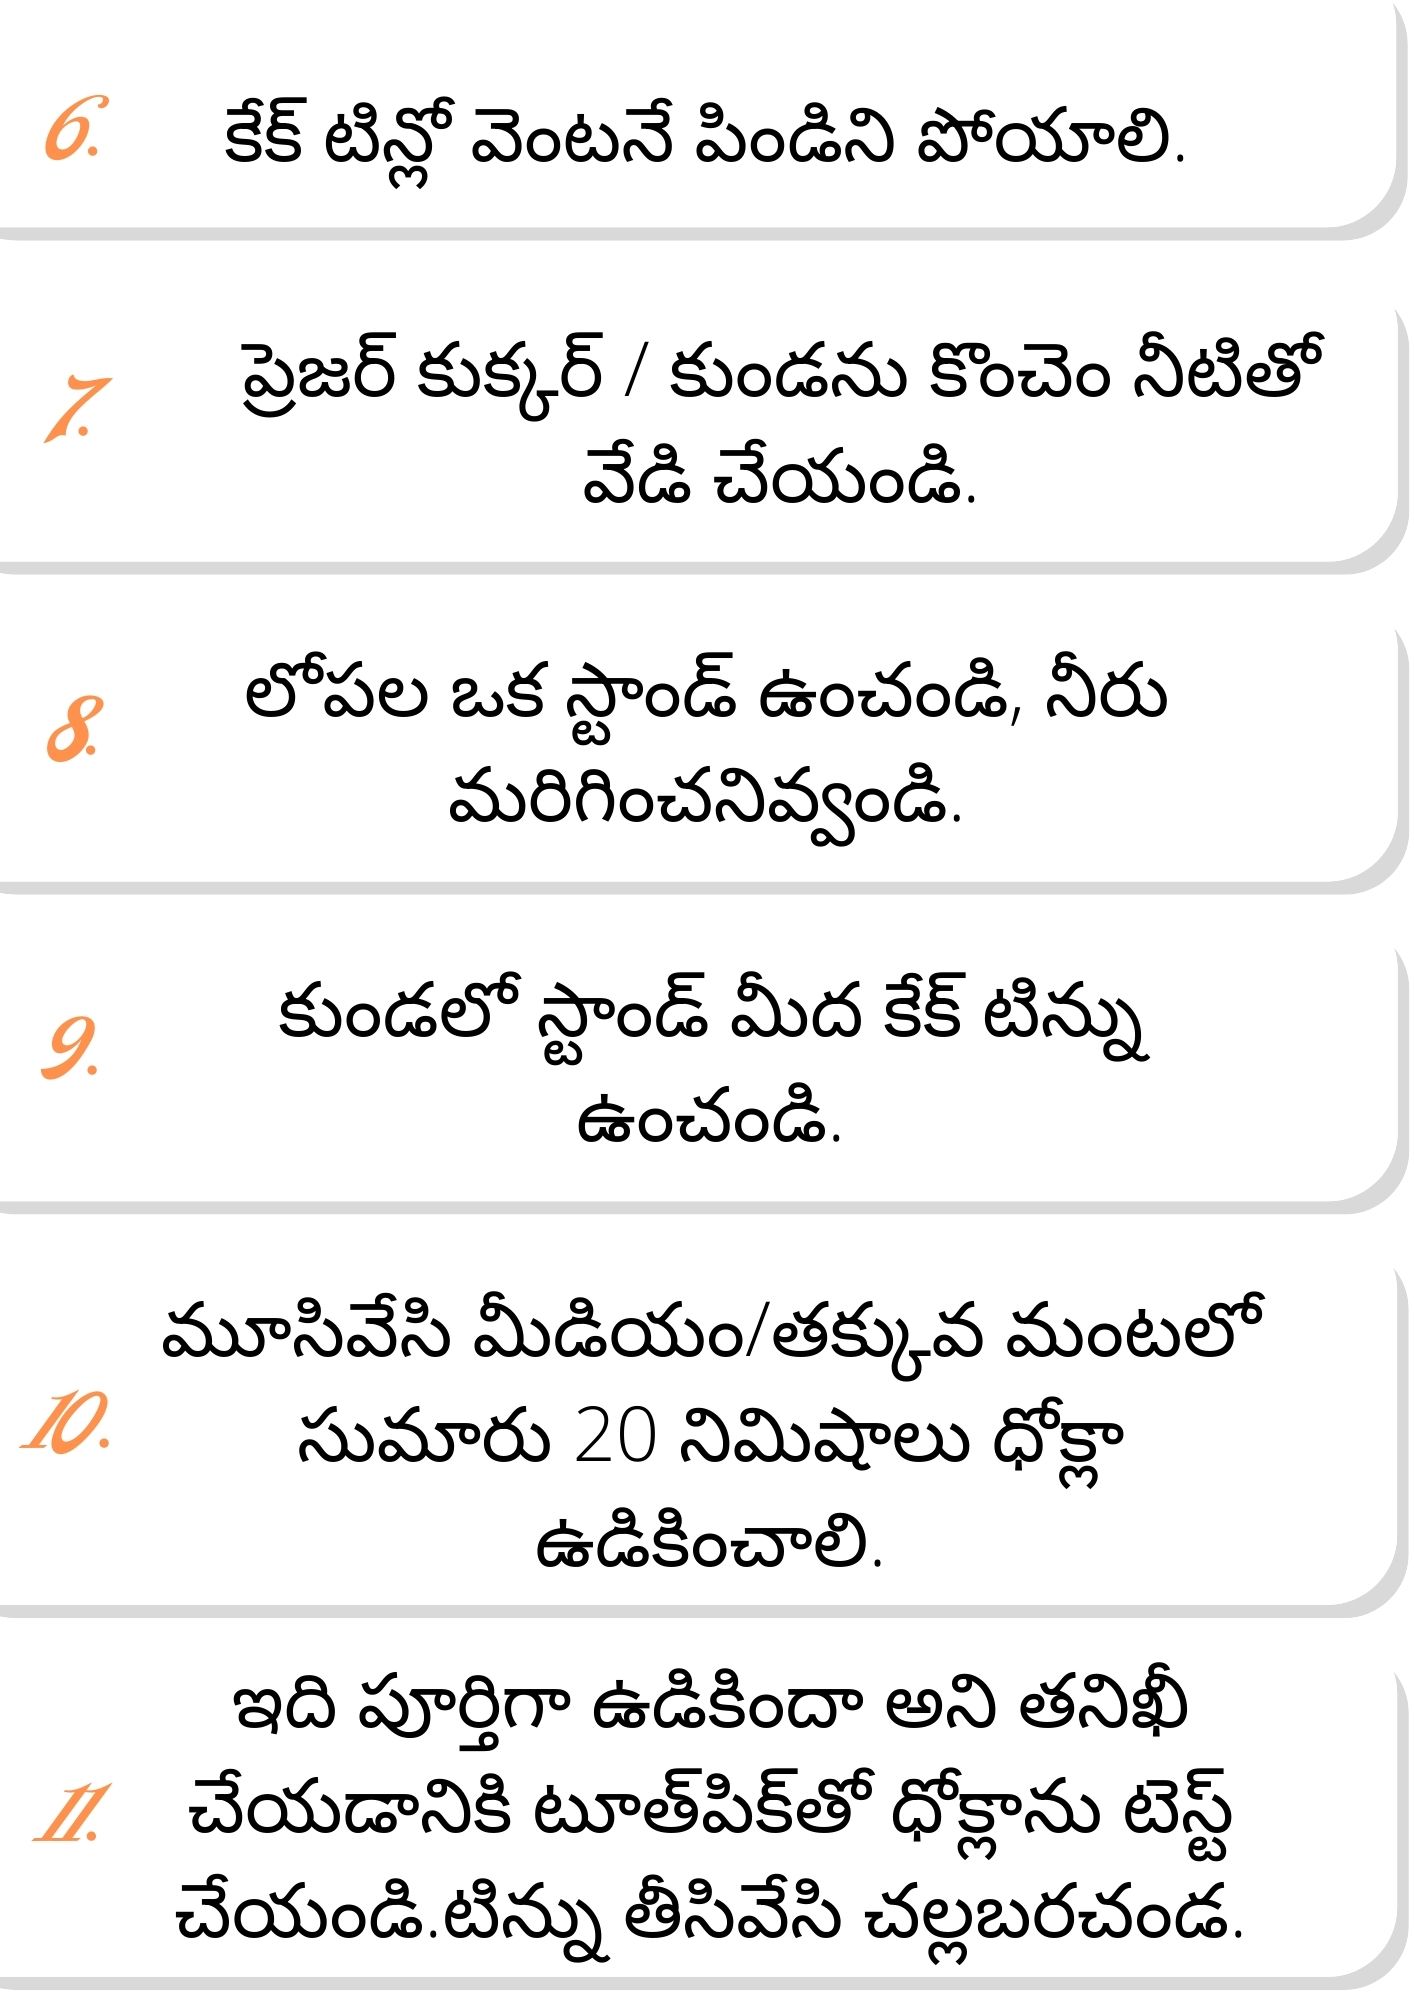 6. కేక్ టిన్లో వెంటనే పిండిని పోయాలి.
7. ప్రెజర్ కుక్కర్ / కుండను కొంచెం నీటితో
వేడి చేయండి.
8. లోపల ఒక స్టాండ్ ఉంచండి, నీరు
మరిగించనివ్వండి.
9. కుండలో స్టాండ్ మీద కేక్ టిన్ను
ఉంచండి.
మూసివేసి మీడియం/తక్కువ మంటలో
10. సుమారు 20 నిమిషాలు ధోక్లా
ఉడికించాలి.
ఇది పూర్తిగా ఉడికిందా అని తనిఖీ
11. చేయడానికి టూత్‌పిక్‌తో ధోక్లాను టెస్ట్
చేయండి.టిన్ను తీసివేసి చల్లబరచండ.